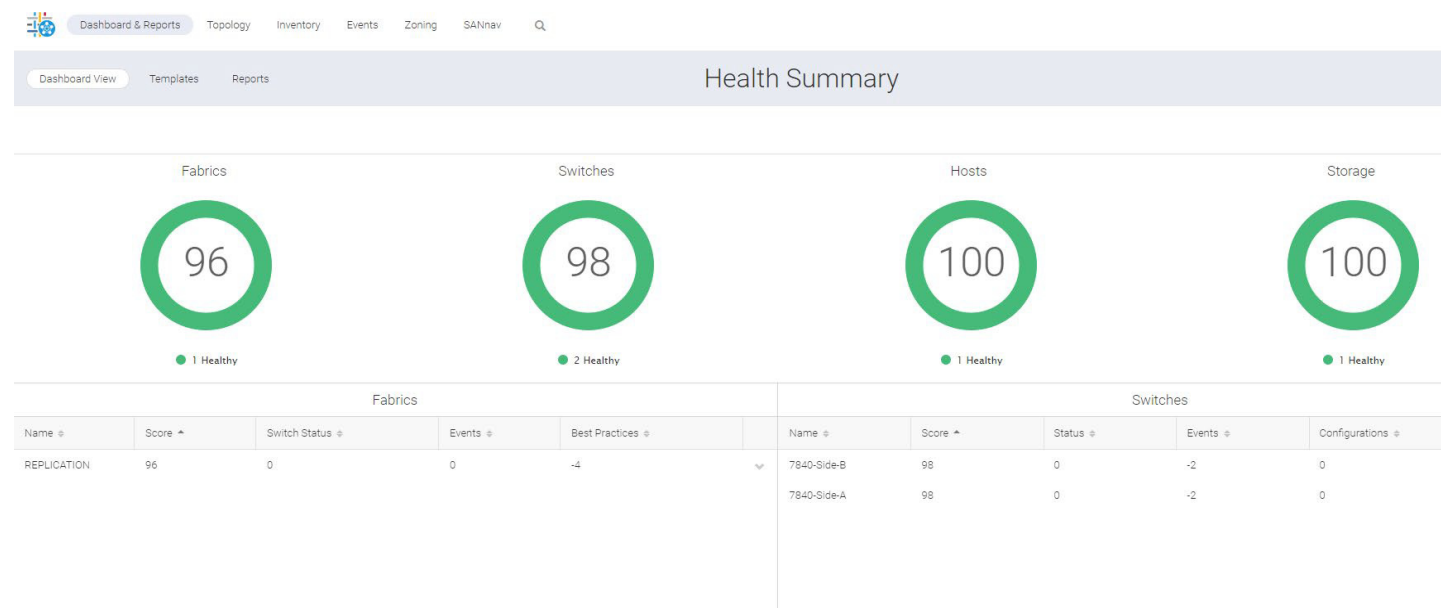 Dashboard & Reports Topology Inventory Events Zoning SANnav
Dashboard View Templates Reports Health Summary
Fabrics Switches Hosts Storage
96 98 100 100
1 Healthy 2 Healthy 1 Healthy 1 Healthy
Fabrics Switches
Name Score Switch Status Events Best Practices Name Score Status Events Configurations
REPLICATION 96 0 0 -4 7840-Side-B 98 0 -2 0
7840-Side-A 98 0 -2 0